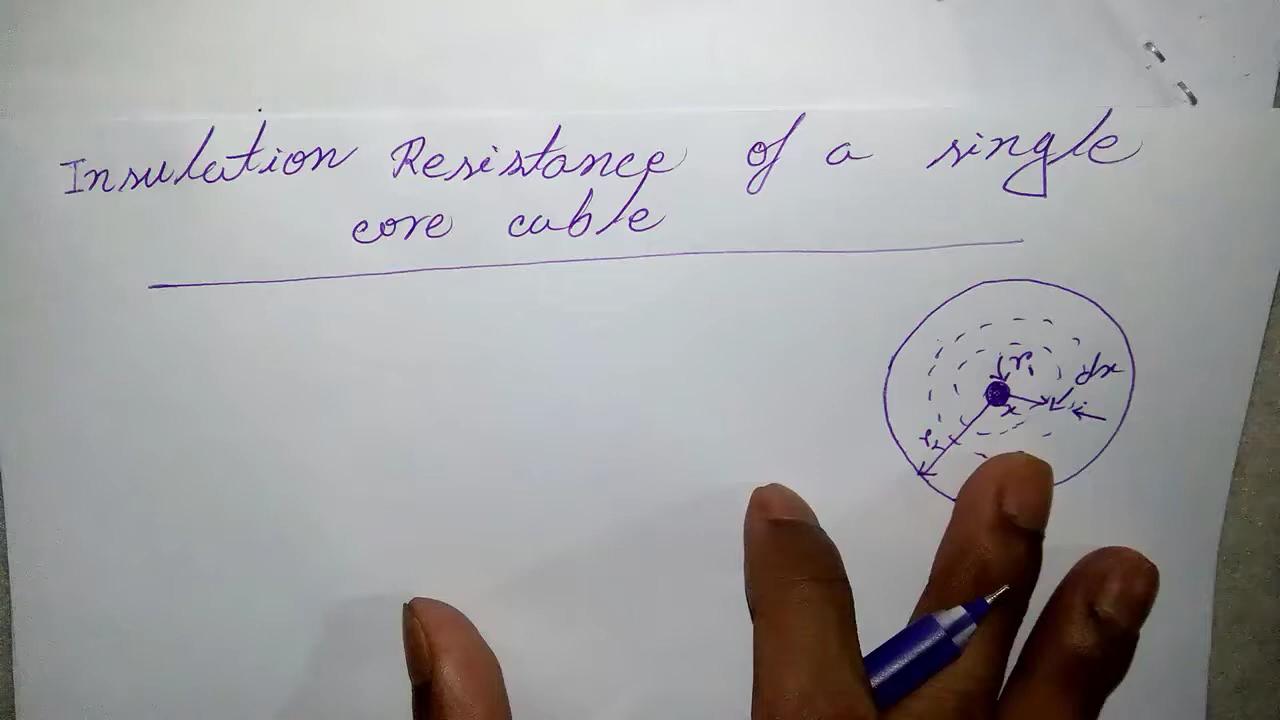 Insulation Resistance of a single
core cable
r₁
dx
x
r₂